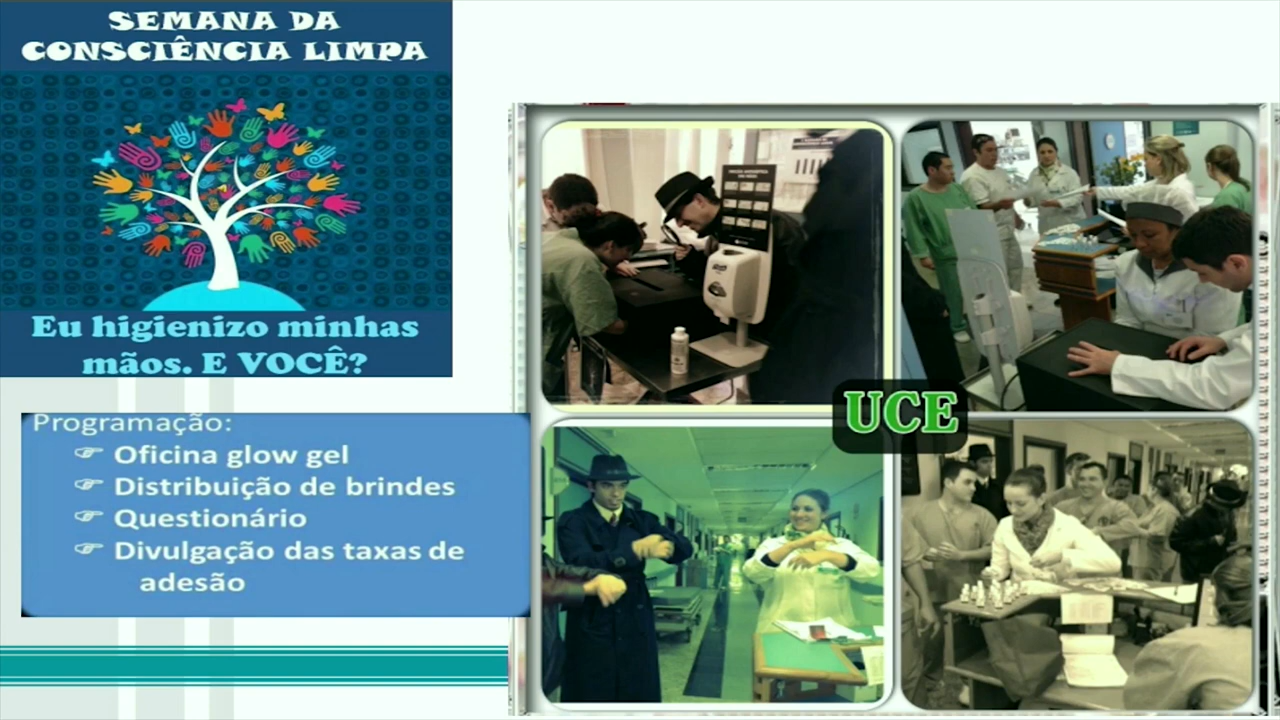 SEMANA DA
CONSCIÊNCIA LIMPA
Eu higienizo minhas
mãos. E VOCÊ?
Programação:
☞ Oficina glow gel
☞ Distribuição de brindes
☞ Questionário
☞ Divulgação das taxas de
adesão
UCE